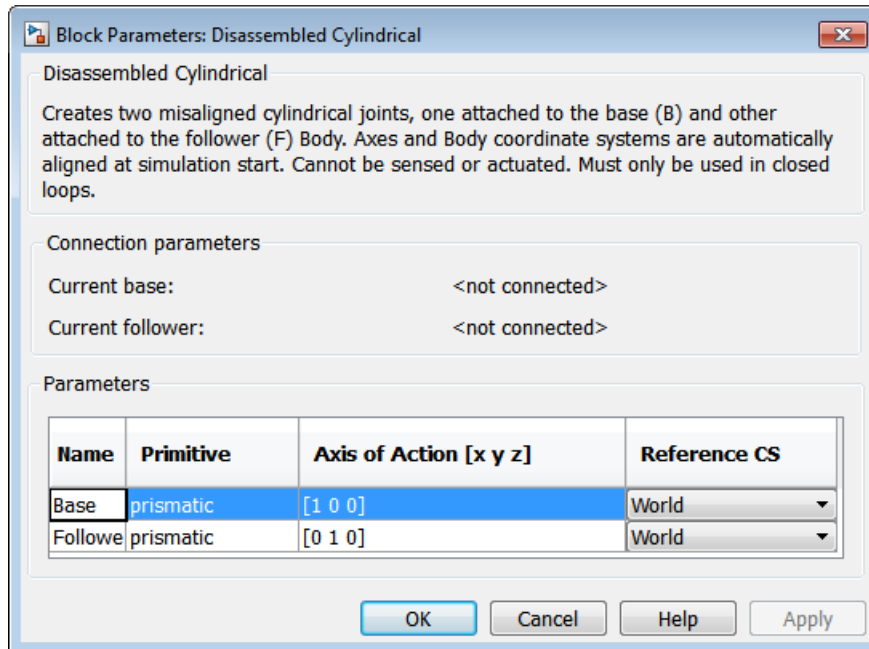 Block Parameters: Disassembled Cylindrical
Disassembled Cylindrical
Creates two misaligned cylindrical joints, one attached to the base (B) and other
attached to the follower (F) Body. Axes and Body coordinate systems are automatically
aligned at simulation start. Cannot be sensed or actuated. Must only be used in closed
loops.
Connection parameters
Current base: <not connected>
Current follower: <not connected>
Parameters
Name Primitive Axis of Action [x y z] Reference CS
Base prismatic [1 0 0] World
Followe prismatic [0 1 0] World
OK Cancel Help Apply